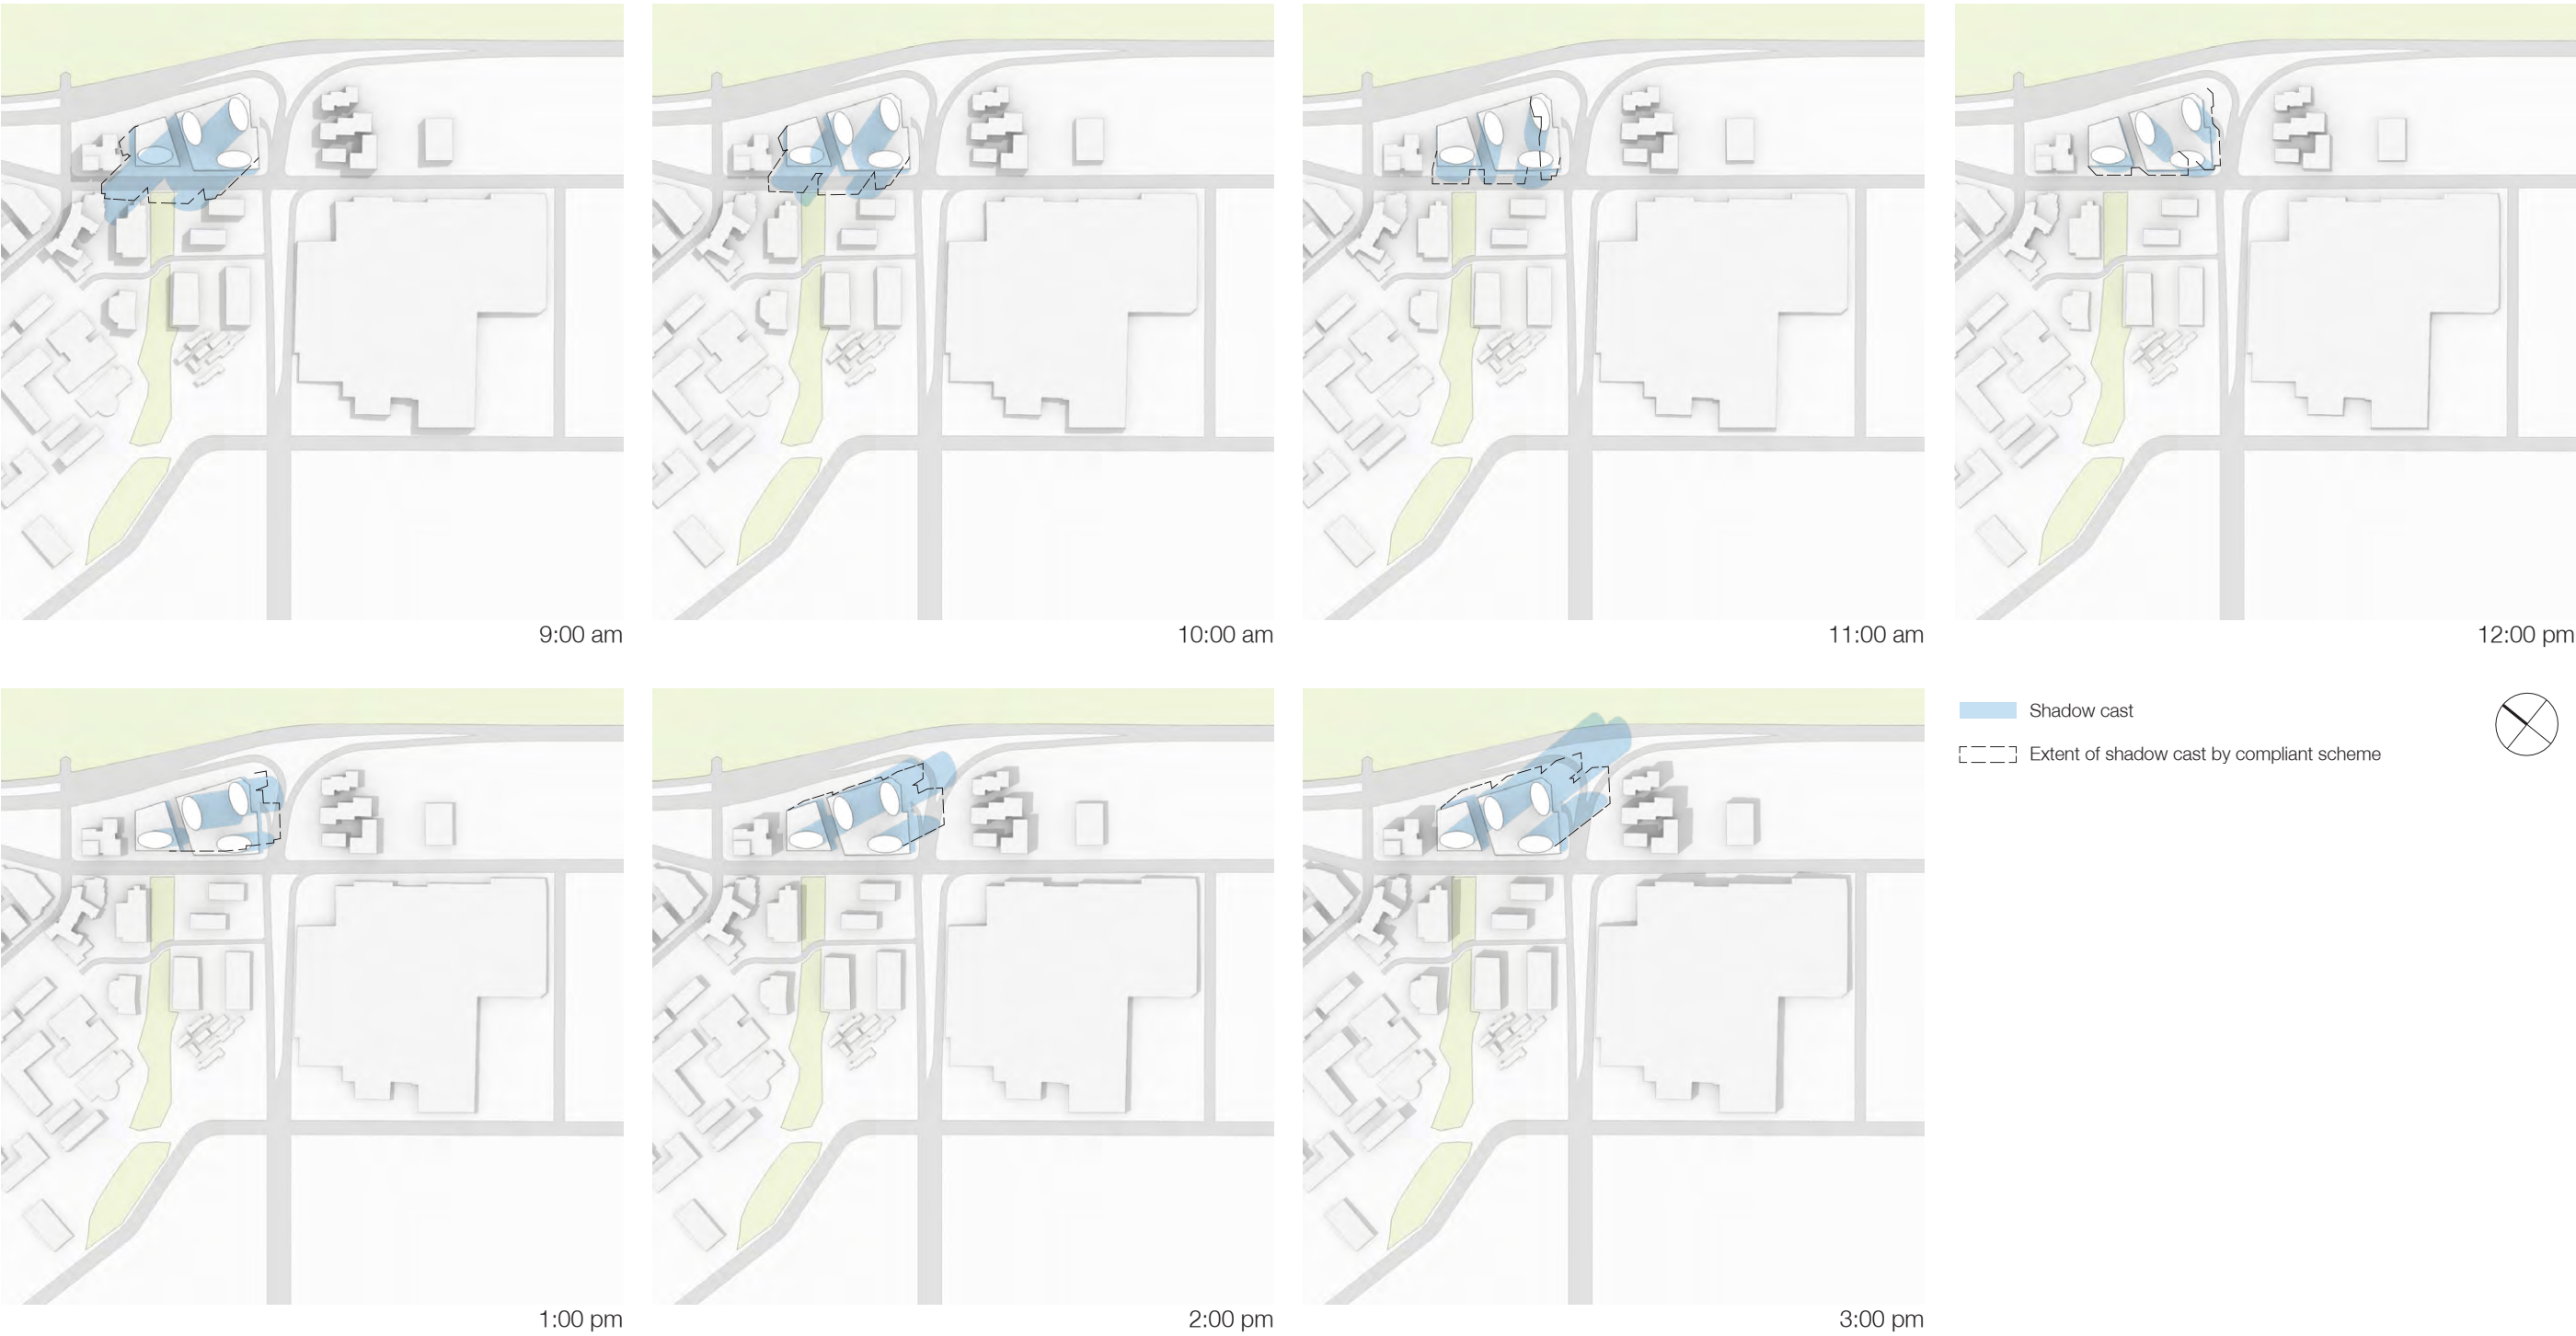 9:00 am
10:00 am
11:00 am
12:00 pm
Shadow cast
Extent of shadow cast by compliant scheme
1:00 pm
2:00 pm
3:00 pm